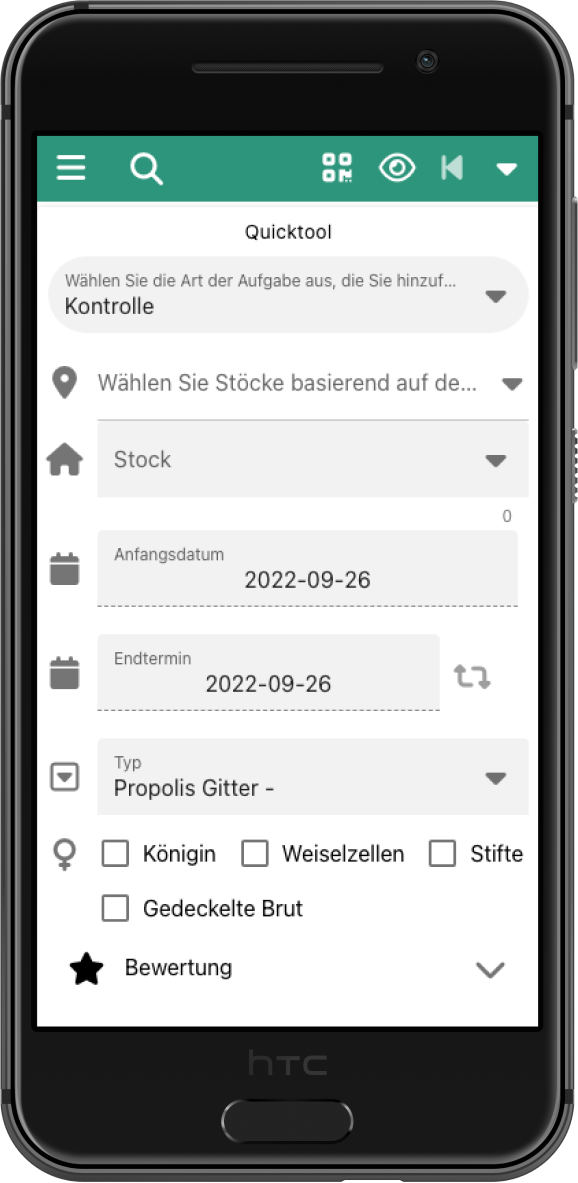 Quicktool
Wählen Sie die Art der Aufgabe aus, die Sie hinzuf...
Kontrolle
Wählen Sie Stöcke basierend auf de...
Stock
0
Anfangsdatum
2022-09-26
Endtermin
2022-09-26
Typ
Propolis Gitter -
Königin Weiselzellen Stifte
Gedeckelte Brut
Bewertung
hTC